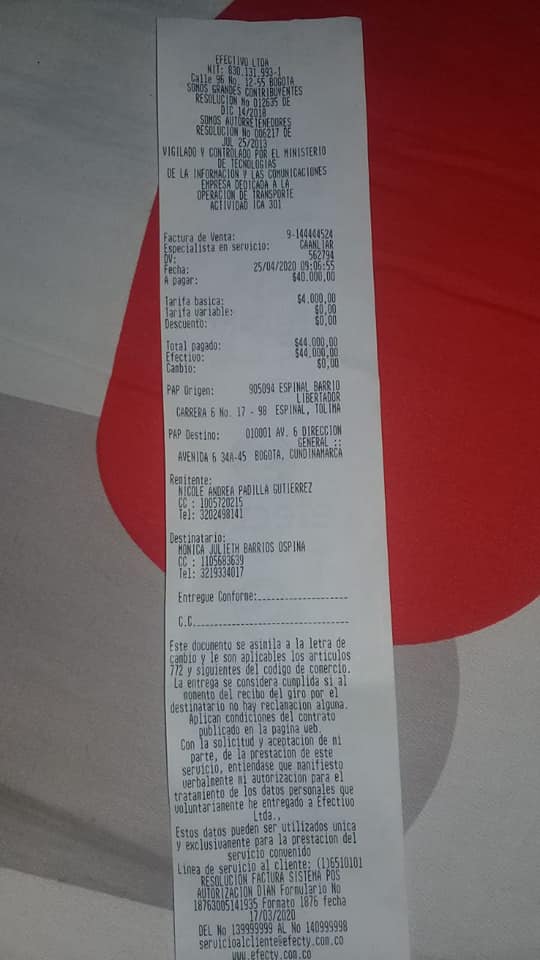 EFECTIVO LTDA
NIT: 830.131.993-1
Calle 96 No. 12-55 BOGOTA
SOMOS GRANDES CONTRIBUYENTES
RESOLUCION No 012635 DE
DIC 14/2018
SOMOS AUTORRETENEDORES
RESOLUCION No 006217 DE
JUL 25/2013
VIGILADO Y CONTROLADO POR EL MINISTERIO
DE TECNOLOGIAS
DE LA INFORMACION Y LAS COMUNICACIONES
EMPRESA DEDICADA A LA
OPERACION DE TRANSPORTE
ACTIVIDAD ICA 301
Factura de Venta: 9-144444524
Especialista en servicio: CAANLIAR
OV: 562794
Fecha: 25/04/2020 09:06:55
A pagar: $40.000,00
Tarifa basica: $4.000,00
Tarifa variable: $0,00
Descuento: $0,00
Total pagado: $44.000,00
Efectivo: $44.000,00
Cambio: $0,00
PAP Origen: 905094 ESPINAL BARRIO
LIBERTADOR
CARRERA 6 No. 17 - 98 ESPINAL, TOLIMA
PAP Destino: 010001 AV. 6 DIRECCION
GENERAL ::
AVENIDA 6 34A-45 BOGOTA, CUNDINAMARCA
Remitente:
NICOLE ANDREA PADILLA GUTIERREZ
CC : 1005720215
Tel: 3202498141
Destinatario:
MONICA JULIETH BARRIOS OSPINA
CC : 1105683639
Tel: 3219334017
Entregue Conforme:____________________
C.C.___________________________________
Este documento se asimila a la letra de
cambio y le son aplicables los articulos
772 y siguientes del codigo de comercio.
La entrega se considera cumplida si al
momento del recibo del giro por el
destinatario no hay reclamacion alguna.
Aplican condiciones del contrato
publicado en la pagina web.
Con la solicitud y aceptacion de mi
parte, de la prestacion de este
servicio, entiendase que manifiesto
verbalmente mi autorizacion para el
tratamiento de los datos personales que
voluntariamente he entregado a Efectivo
Ltda.,
Estos datos pueden ser utilizados unica
y exclusivamente para la prestacion del
servicio convenido
Linea de servicio al cliente: (1)6510101
RESOLUCION FACTURA SISTEMA POS
AUTORIZACION DIAN Formulario No
18763005141935 Formato 1876 fecha
17/03/2020
DEL No 139999999 AL No 140999998
servicioalcliente@efecty.com.co
www.efecty.com.co